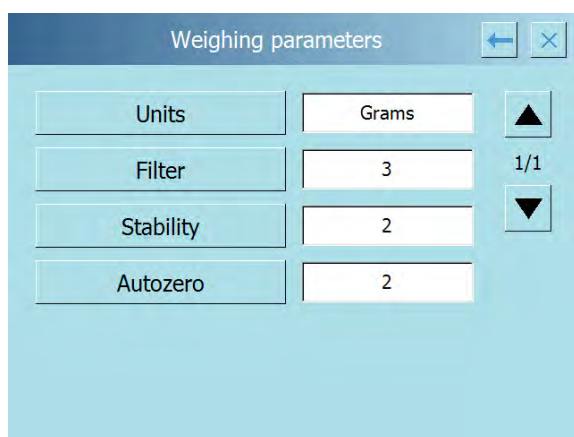 Weighing parameters
Units Grams
Filter 3 1/1
Stability 2
Autozero 2